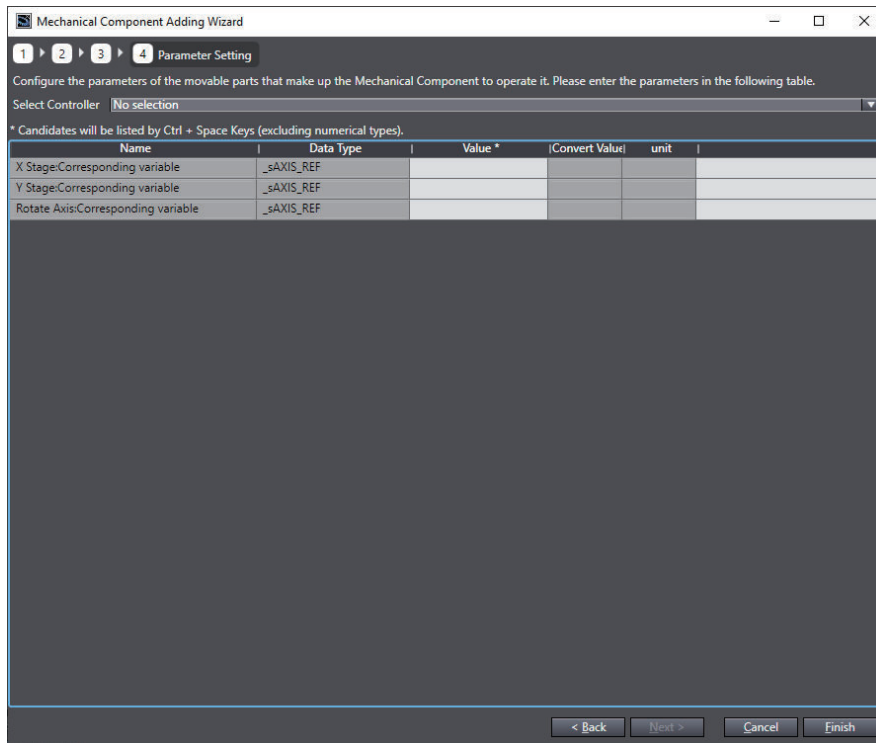 Mechanical Component Adding Wizard
1 2 3 4 Parameter Setting
Configure the parameters of the movable parts that make up the Mechanical Component to operate it. Please enter the parameters in the following table.
Select Controller No selection
* Candidates will be listed by Ctrl + Space Keys (excluding numerical types).
Name Data Type Value * Convert Value unit
X Stage:Corresponding variable _sAXIS_REF
Y Stage:Corresponding variable _sAXIS_REF
Rotate Axis:Corresponding variable _sAXIS_REF
< Back Next > Cancel Finish